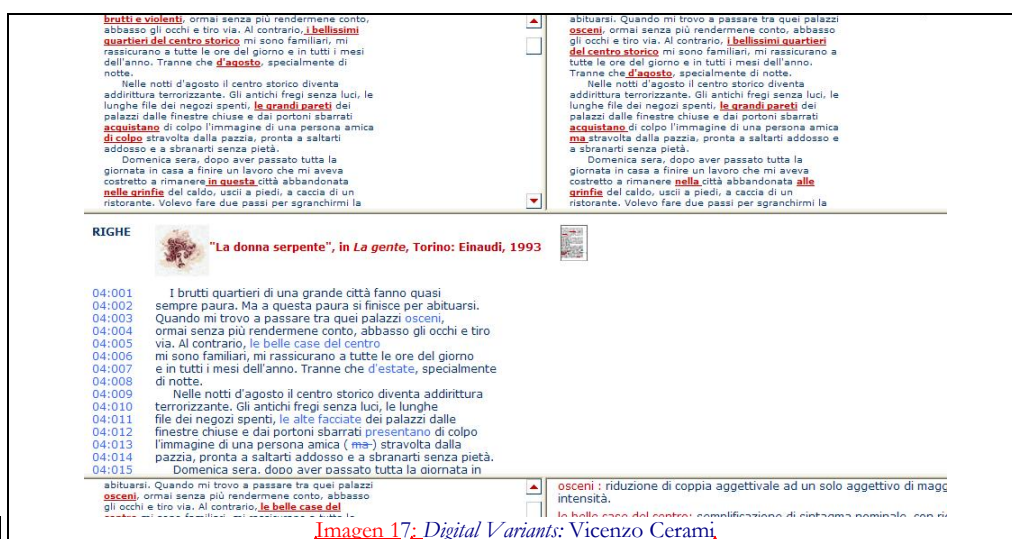 brutti e violenti, ormai senza più rendermene conto,
abbasso gli occhi e tiro via. Al contrario, i bellissimi
quartieri del centro storico mi sono familiari, mi
rassicurano a tutte le ore del giorno e in tutti i mesi
dell'anno. Tranne che d'agosto, specialmente di
notte.
Nelle notti d'agosto il centro storico diventa
addirittura terrorizzante. Gli antichi fregi senza luci, le
lunghe file dei negozi spenti, le grandi pareti dei
palazzi dalle finestre chiuse e dai portoni sbarrati
acquistano di colpo l'immagine di una persona amica
di colpo stravolta dalla pazzia, pronta a saltarti
addosso e a sbranarti senza pietà.
Domenica sera, dopo aver passato tutta la
giornata in casa a finire un lavoro che mi aveva
costretto a rimanere in questa città abbandonata
nelle grinfie del caldo, uscii a piedi, a caccia di un
ristorante. Volevo fare due passi per sgranchirmi la
abituarsi. Quando mi trovo a passare tra quei palazzi
osceni, ormai senza più rendermene conto, abbasso
gli occhi e tiro via. Al contrario, i bellissimi quartieri
del centro storico mi sono familiari, mi rassicurano a
tutte le ore del giorno e in tutti i mesi dell'anno.
Tranne che d'agosto, specialmente di notte.
Nelle notti d'agosto il centro storico diventa
addirittura terrorizzante. Gli antichi fregi senza luci, le
lunghe file dei negozi spenti, le grandi pareti dei
palazzi dalle finestre chiuse e dai portoni sbarrati
acquistano di colpo l'immagine di una persona amica
ma stravolta dalla pazzia, pronta a saltarti addosso e
a sbranarti senza pietà.
Domenica sera, dopo aver passato tutta la
giornata in casa a finire un lavoro che mi aveva
costretto a rimanere nella città abbandonata alle
grinfie del caldo, uscii a piedi, a caccia di un
ristorante. Volevo fare due passi per sgranchirmi la
RIGHE
"La donna serpente", in La gente, Torino: Einaudi, 1993
04:001 I brutti quartieri di una grande città fanno quasi
04:002 sempre paura. Ma a questa paura si finisce per abituarsi.
04:003 Quando mi trovo a passare tra quei palazzi osceni,
04:004 ormai senza più rendermene conto, abbasso gli occhi e tiro
04:005 via. Al contrario, le belle case del centro
04:006 mi sono familiari, mi rassicurano a tutte le ore del giorno
04:007 e in tutti i mesi dell'anno. Tranne che d'estate, specialmente
04:008 di notte.
04:009 Nelle notti d'agosto il centro storico diventa addirittura
04:010 terrorizzante. Gli antichi fregi senza luci, le lunghe
04:011 file dei negozi spenti, le alte facciate dei palazzi dalle
04:012 finestre chiuse e dai portoni sbarrati presentano di colpo
04:013 l'immagine di una persona amica ( ma ) stravolta dalla
04:014 pazzia, pronta a saltarti addosso e a sbranarti senza pietà.
04:015 Domenica sera, dopo aver passato tutta la giornata in
abituarsi. Quando mi trovo a passare tra quei palazzi
osceni, ormai senza più rendermene conto, abbasso
gli occhi e tiro via. Al contrario, le belle case del
osceni : riduzione di coppia aggettivale ad un solo aggettivo di magg
intensità.
le belle case del centro: semplificazione di sintagma nominale, con
Imagen 17: Digital Variants: Vicenzo Cerami